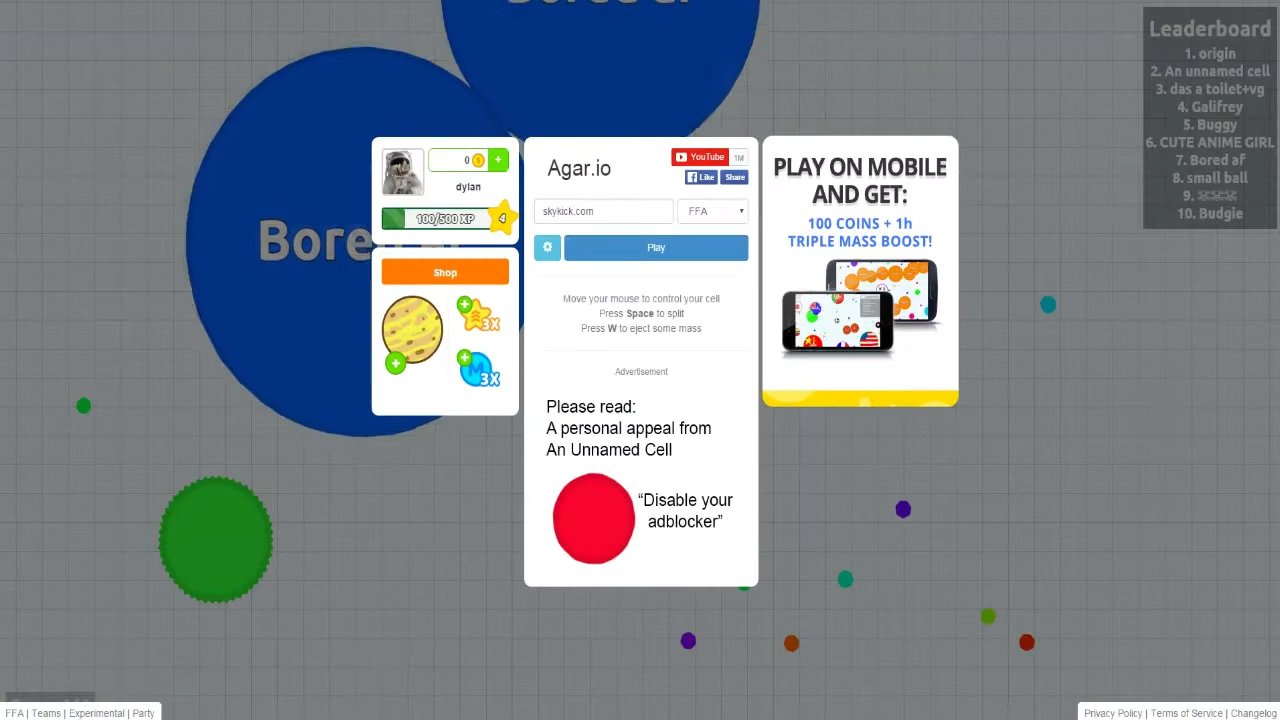 Bored af
Bore
0
+
dylan
100/500 XP
4
Shop
3X
M
3X
Agar.io
YouTube
1M
Like
Share
skykick.com
FFA
Play
Move your mouse to control your cell
Press Space to split
Press W to eject some mass
Advertisement
Please read:
A personal appeal from
An Unnamed Cell
“Disable your
adblocker”
PLAY ON MOBILE
AND GET:
100 COINS + 1h
TRIPLE MASS BOOST!
Leaderboard
1. origin
2. An unnamed cell
3. das a toilet+vg
4. Galifrey
5. Buggy
6. CUTE ANIME GIRL
7. Bored af
8. small ball
9.
10. Budgie
FFA | Teams | Experimental | Party
Privacy Policy | Terms of Service | Changelog